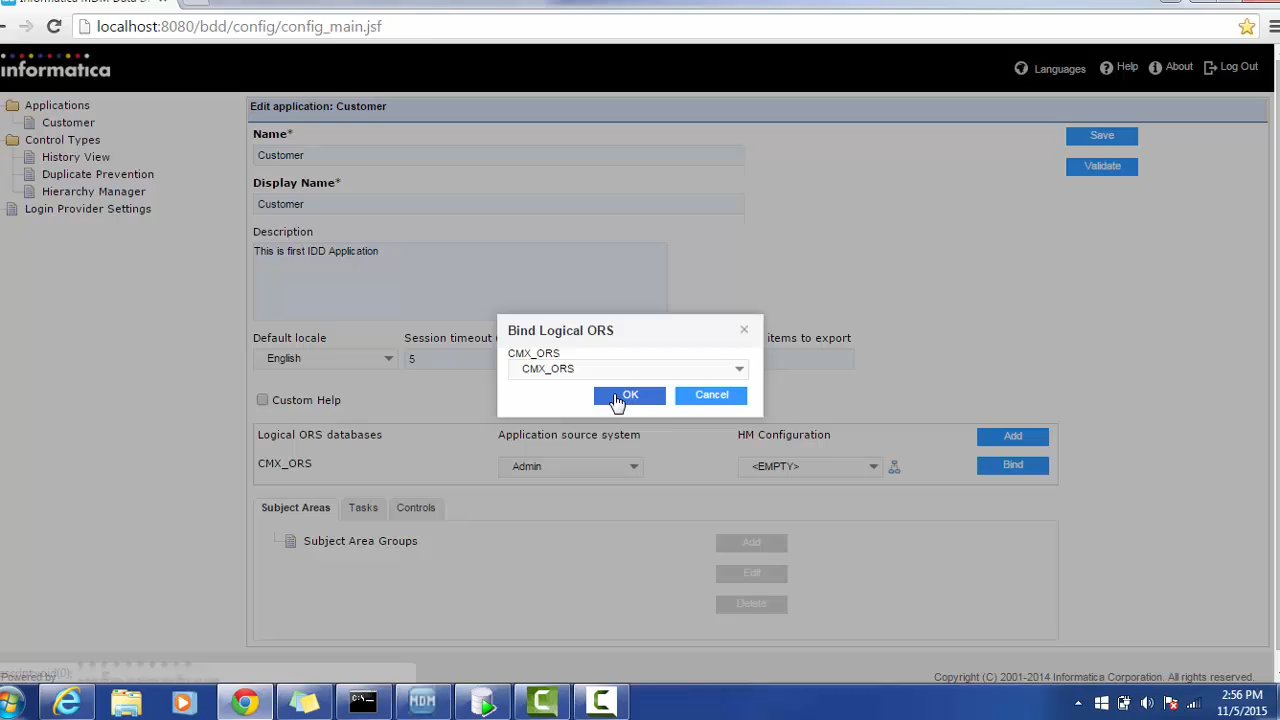 localhost:8080/bdd/config/config_main.jsf
informatica
Languages
Help
About
Log Out
Applications
Customer
Control Types
History View
Duplicate Prevention
Hierarchy Manager
Login Provider Settings
Edit application: Customer
Name*
Customer
Save
Validate
Display Name*
Customer
Description
This is first IDD Application
Default locale
Session timeout
items to export
English
5
Custom Help
Bind Logical ORS
CMX_ORS
CMX_ORS
OK
Cancel
Logical ORS databases
Application source system
HM Configuration
Add
CMX_ORS
Admin
<EMPTY>
Bind
Subject Areas
Tasks
Controls
Subject Area Groups
Add
Edit
Delete
Powered by
Copyright (C) 2001-2014 Informatica Corporation. All rights reserved.
C:\_
MDM
2:56 PM
11/5/2015